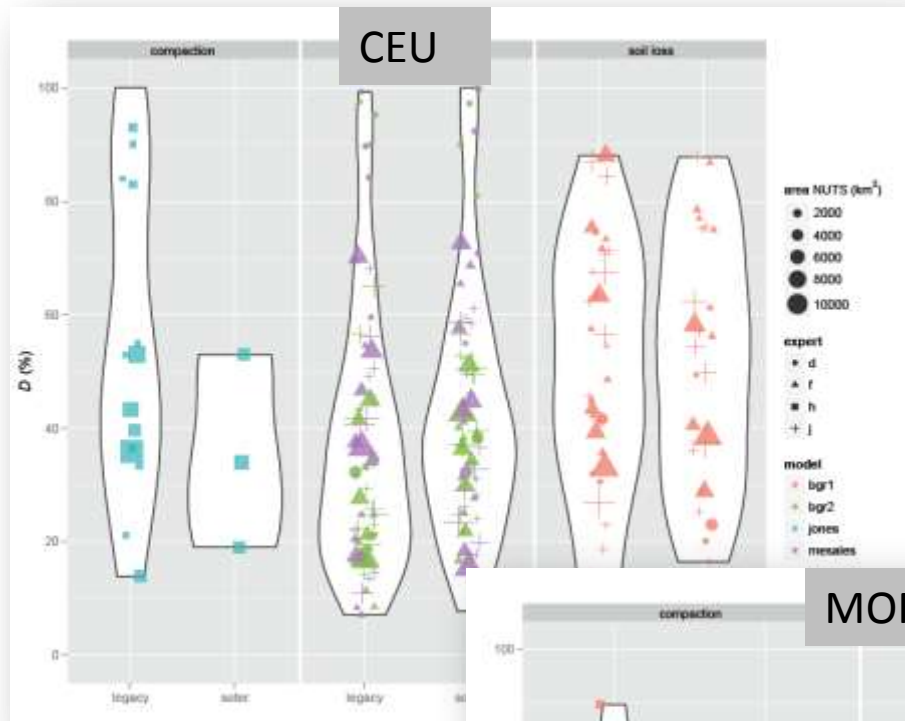 CEU
compaction
soil loss
100
80
60
40
20
0
D (%)
legacy
soter
legacy
area NUTS (km²)
2000
4000
6000
8000
10000
expert
d
f
h
j
model
bgr1
bgr2
jones
mesales
compaction
100